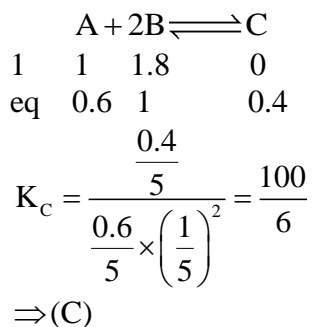 A + 2B ⇌ C
1 1 1.8 0
eq 0.6 1 0.4
K_C = (0.4/5) / (0.6/5 × (1/5)^2) = 100/6
⇒(C)